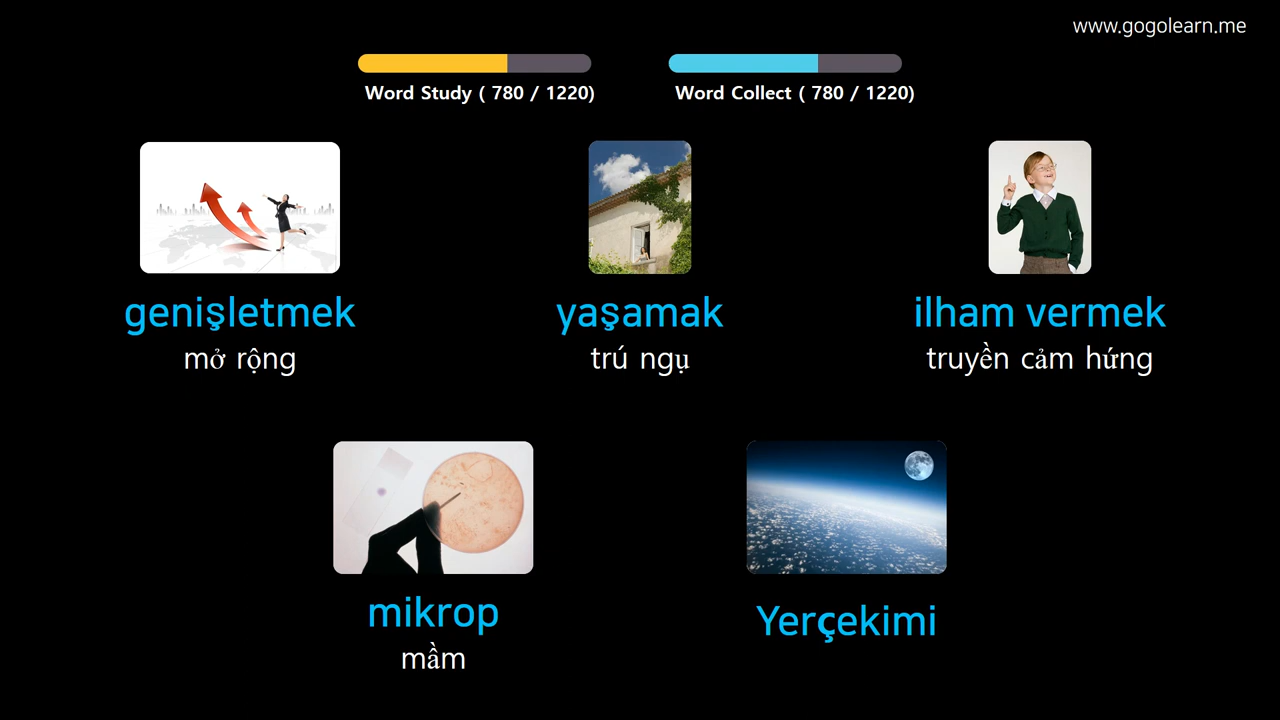 www.gogolearn.me
Word Study ( 780 / 1220)
Word Collect ( 780 / 1220)
genişletmek
mở rộng
yaşamak
trú ngụ
ilham vermek
truyền cảm hứng
mikrop
mầm
Yerçekimi